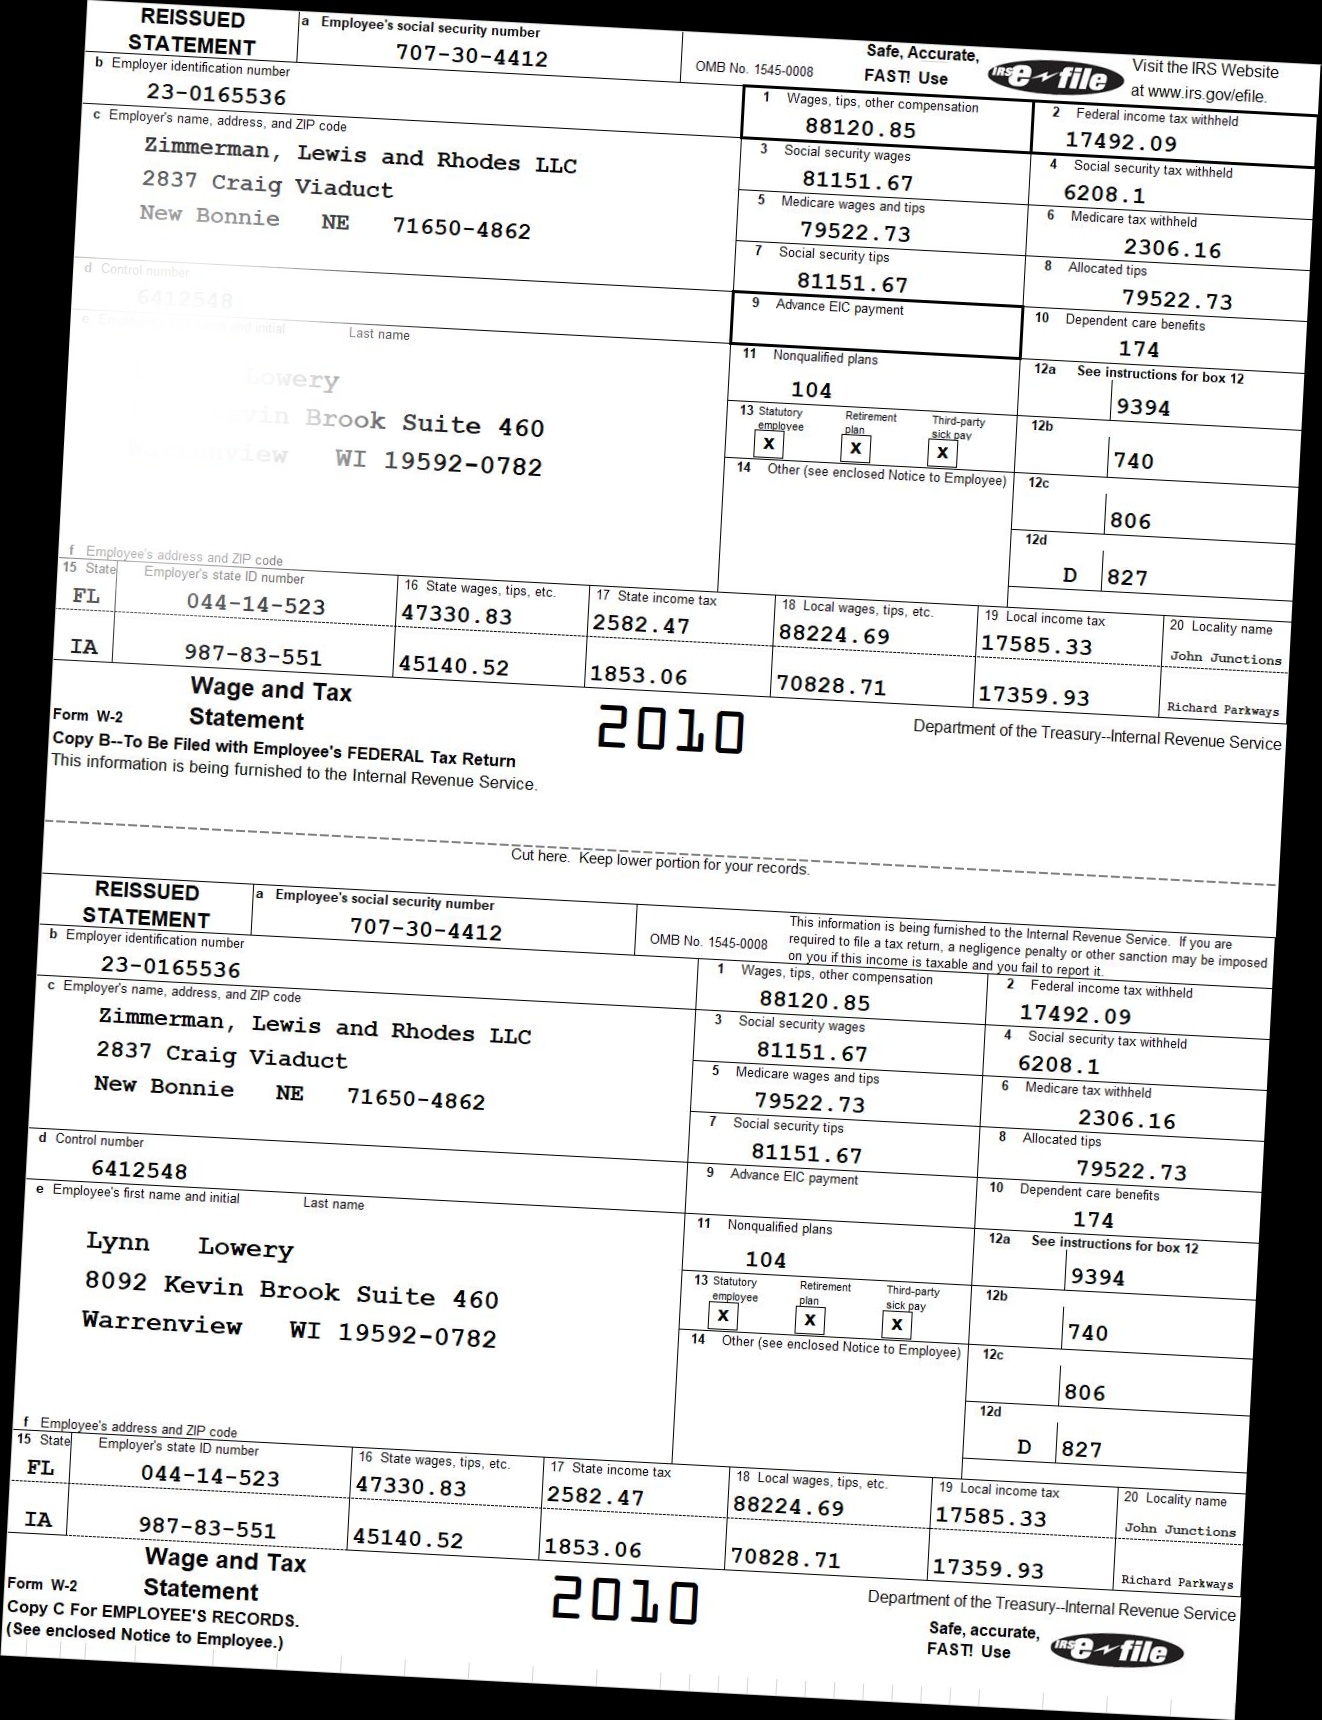 REISSUED STATEMENT
a Employee's social security number
707-30-4412
OMB No. 1545-0008
Safe, Accurate, FAST! Use
IRS e-file
Visit the IRS Website at www.irs.gov/efile.
b Employer identification number
23-0165536
1 Wages, tips, other compensation
88120.85
2 Federal income tax withheld
17492.09
c Employer's name, address, and ZIP code
Zimmerman, Lewis and Rhodes LLC
2837 Craig Viaduct
New Bonnie NE 71650-4862
3 Social security wages
81151.67
4 Social security tax withheld
6208.1
5 Medicare wages and tips
79522.73
6 Medicare tax withheld
2306.16
d Control number
6412548
7 Social security tips
81151.67
8 Allocated tips
79522.73
e Employee's first name and initial Last name
Lowery
Kevin Brook Suite 460
Warrenview WI 19592-0782
9 Advance EIC payment
10 Dependent care benefits
174
11 Nonqualified plans
104
12a See instructions for box 12
9394
13 Statutory employee X
Retirement plan X
Third-party sick pay X
12b
740
14 Other (see enclosed Notice to Employee)
12c
806
12d
D 827
f Employee's address and ZIP code
15 State Employer's state ID number
16 State wages, tips, etc.
17 State income tax
18 Local wages, tips, etc.
19 Local income tax
20 Locality name
FL 044-14-523 47330.83 2582.47 88224.69 17585.33 John Junctions
IA 987-83-551 45140.52 1853.06 70828.71 17359.93 Richard Parkways
Form W-2 Wage and Tax Statement
2010
Department of the Treasury--Internal Revenue Service
Copy B--To Be Filed with Employee's FEDERAL Tax Return
This information is being furnished to the Internal Revenue Service.
Cut here. Keep lower portion for your records.
REISSUED STATEMENT
a Employee's social security number
707-30-4412
OMB No. 1545-0008
This information is being furnished to the Internal Revenue Service. If you are
required to file a tax return, a negligence penalty or other sanction may be imposed
on you if this income is taxable and you fail to report it.
b Employer identification number
23-0165536
1 Wages, tips, other compensation
88120.85
2 Federal income tax withheld
17492.09
c Employer's name, address, and ZIP code
Zimmerman, Lewis and Rhodes LLC
2837 Craig Viaduct
New Bonnie NE 71650-4862
3 Social security wages
81151.67
4 Social security tax withheld
6208.1
5 Medicare wages and tips
79522.73
6 Medicare tax withheld
2306.16
d Control number
6412548
7 Social security tips
81151.67
8 Allocated tips
79522.73
e Employee's first name and initial Last name
Lynn Lowery
8092 Kevin Brook Suite 460
Warrenview WI 19592-0782
9 Advance EIC payment
10 Dependent care benefits
174
11 Nonqualified plans
104
12a See instructions for box 12
9394
13 Statutory employee X
Retirement plan X
Third-party sick pay X
12b
740
14 Other (see enclosed Notice to Employee)
12c
806
12d
D 827
f Employee's address and ZIP code
15 State Employer's state ID number
16 State wages, tips, etc.
17 State income tax
18 Local wages, tips, etc.
19 Local income tax
20 Locality name
FL 044-14-523 47330.83 2582.47 88224.69 17585.33 John Junctions
IA 987-83-551 45140.52 1853.06 70828.71 17359.93 Richard Parkways
Form W-2 Wage and Tax Statement
2010
Department of the Treasury--Internal Revenue Service
Copy C For EMPLOYEE'S RECORDS.
(See enclosed Notice to Employee.)
Safe, accurate, FAST! Use
IRS e-file